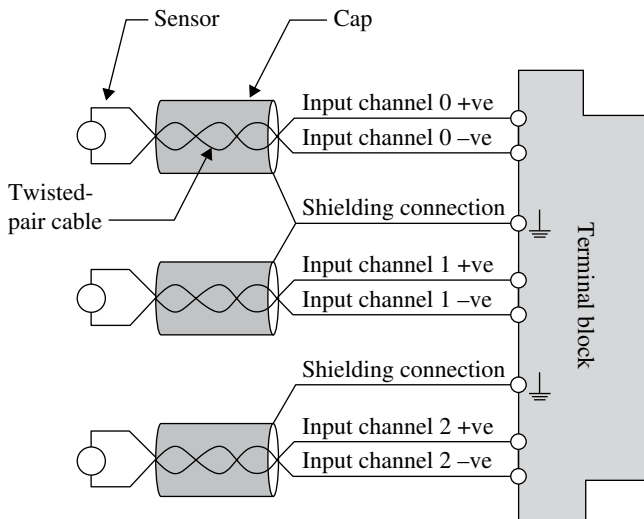 Sensor
Cap
Input channel 0 +ve
Input channel 0 –ve
Twisted-
pair cable
Shielding connection
Input channel 1 +ve
Input channel 1 –ve
Shielding connection
Input channel 2 +ve
Input channel 2 –ve
Terminal block